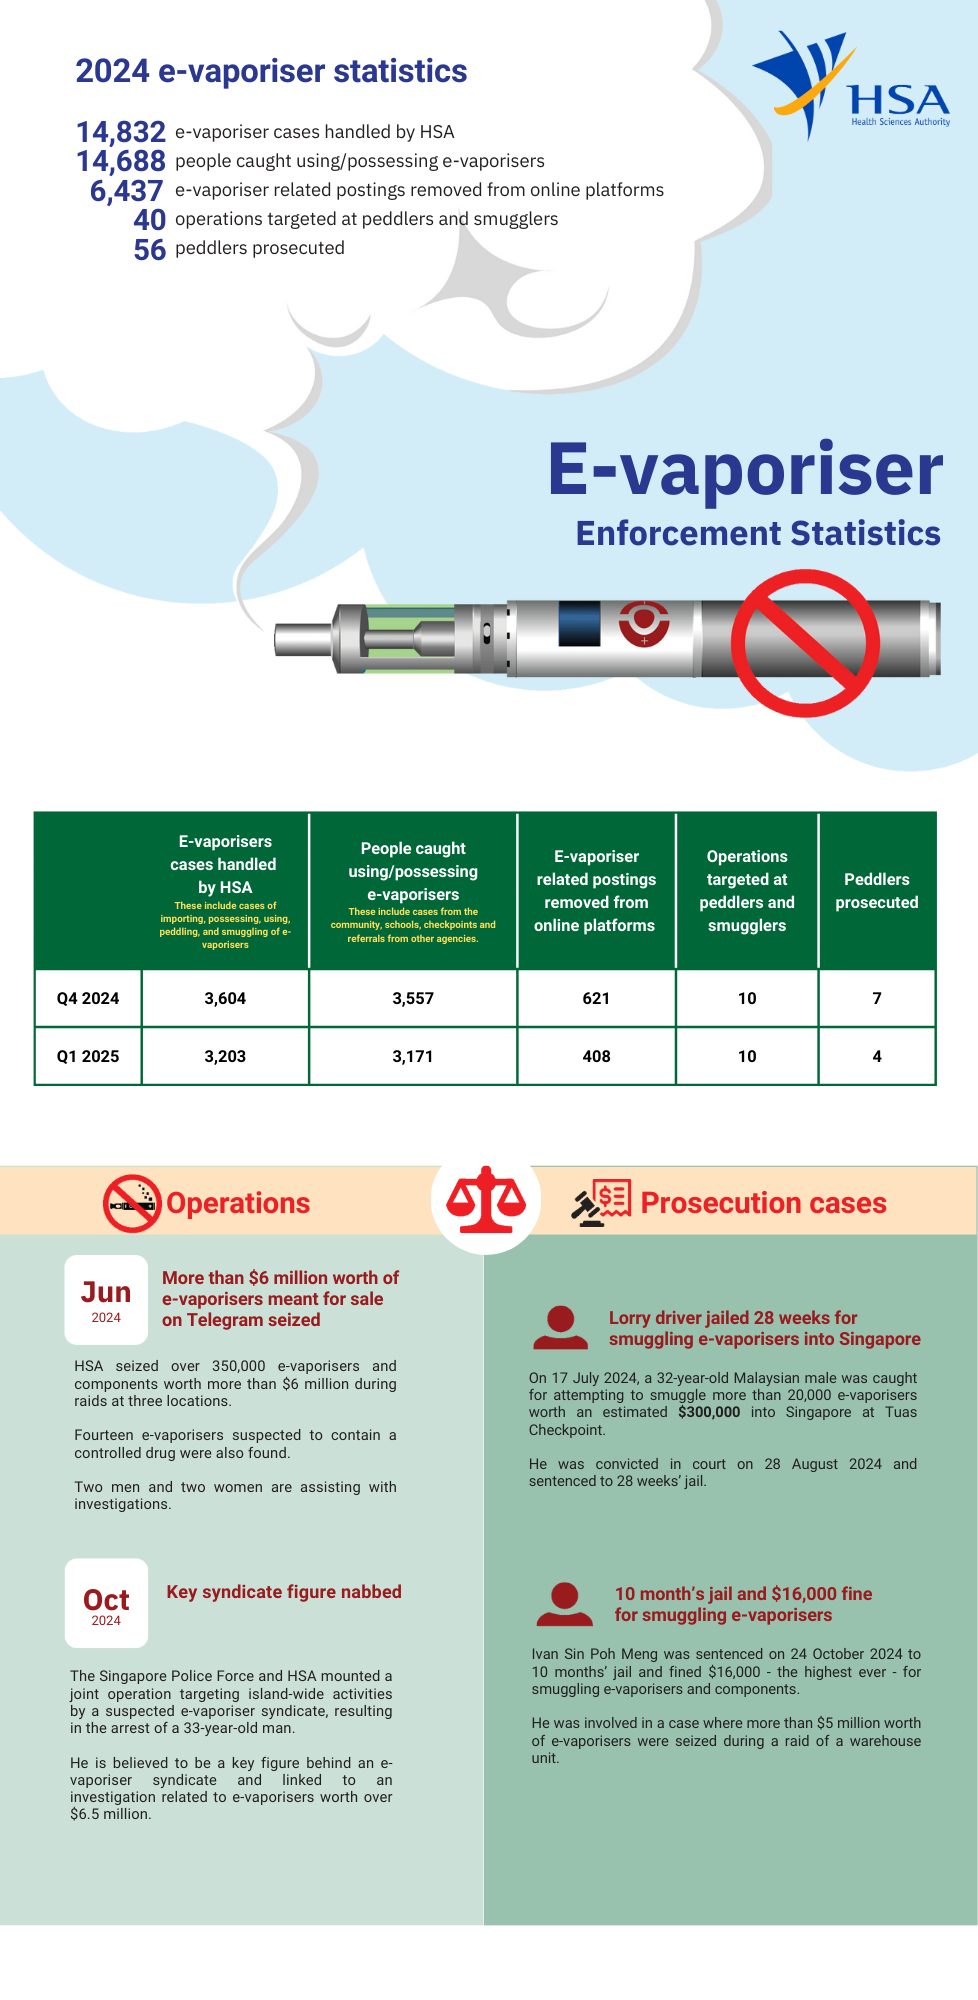 2024 e-vaporiser statistics
HSA
Health Sciences Authority
14,832 e-vaporiser cases handled by HSA
14,688 people caught using/possessing e-vaporisers
6,437 e-vaporiser related postings removed from online platforms
40 operations targeted at peddlers and smugglers
56 peddlers prosecuted
E-vaporiser
Enforcement Statistics
E-vaporisers
cases handled
by HSA
These include cases of
importing, possessing, using,
peddling, and smuggling of e-
vaporisers
People caught
using/possessing
e-vaporisers
These include cases from the
community, schools, checkpoints and
referrals from other agencies.
E-vaporiser
related postings
removed from
online platforms
Operations
targeted at
peddlers and
smugglers
Peddlers
prosecuted
Q4 2024 3,604 3,557 621 10 7
Q1 2025 3,203 3,171 408 10 4
Operations
Jun
2024
More than $6 million worth of
e-vaporisers meant for sale
on Telegram seized
HSA seized over 350,000 e-vaporisers and
components worth more than $6 million during
raids at three locations.
Fourteen e-vaporisers suspected to contain a
controlled drug were also found.
Two men and two women are assisting with
investigations.
Oct
2024
Key syndicate figure nabbed
The Singapore Police Force and HSA mounted a
joint operation targeting island-wide activities
by a suspected e-vaporiser syndicate, resulting
in the arrest of a 33-year-old man.
He is believed to be a key figure behind an e-
vaporiser syndicate and linked to an
investigation related to e-vaporisers worth over
$6.5 million.
$
Prosecution cases
Lorry driver jailed 28 weeks for
smuggling e-vaporisers into Singapore
On 17 July 2024, a 32-year-old Malaysian male was caught
for attempting to smuggle more than 20,000 e-vaporisers
worth an estimated $300,000 into Singapore at Tuas
Checkpoint.
He was convicted in court on 28 August 2024 and
sentenced to 28 weeks' jail.
10 month's jail and $16,000 fine
for smuggling e-vaporisers
Ivan Sin Poh Meng was sentenced on 24 October 2024 to
10 months' jail and fined $16,000 - the highest ever - for
smuggling e-vaporisers and components.
He was involved in a case where more than $5 million worth
of e-vaporisers were seized during a raid of a warehouse
unit.